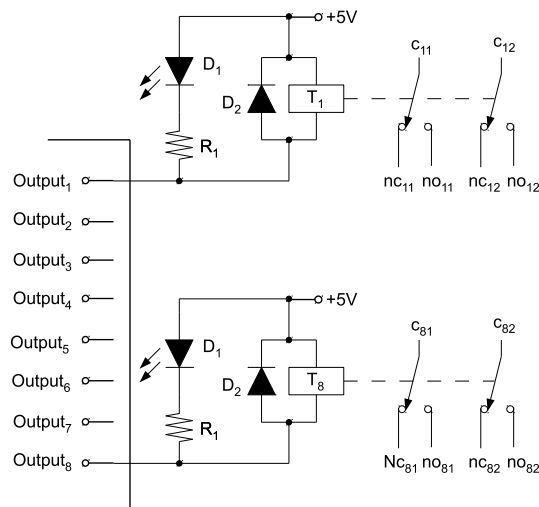 +5V
D₁
D₂
T₁
R₁
c₁₁
c₁₂
nc₁₁ no₁₁ nc₁₂ no₁₂
Output₁
Output₂
Output₃
Output₄
Output₅
Output₆
Output₇
Output₈
+5V
D₁
D₂
T₈
R₁
c₈₁
c₈₂
Nc₈₁ no₈₁ nc₈₂ no₈₂